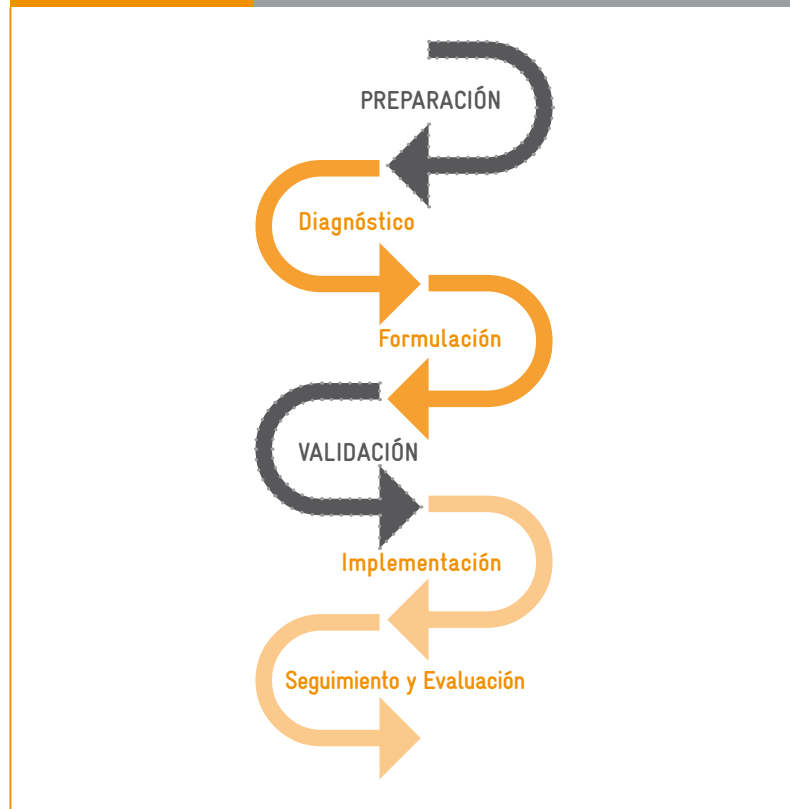 PREPARACIÓN
Diagnóstico
Formulación
VALIDACIÓN
Implementación
Seguimiento y Evaluación